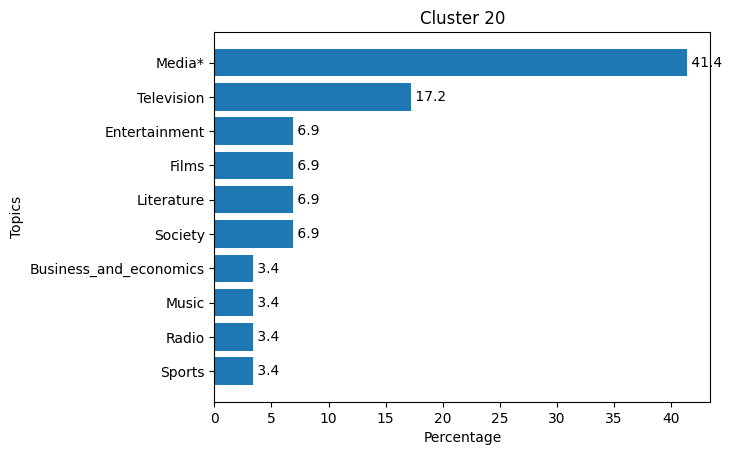 Cluster 20
Topics
Media* 41.4
Television 17.2
Entertainment 6.9
Films 6.9
Literature 6.9
Society 6.9
Business_and_economics 3.4
Music 3.4
Radio 3.4
Sports 3.4
0 5 10 15 20 25 30 35 40
Percentage